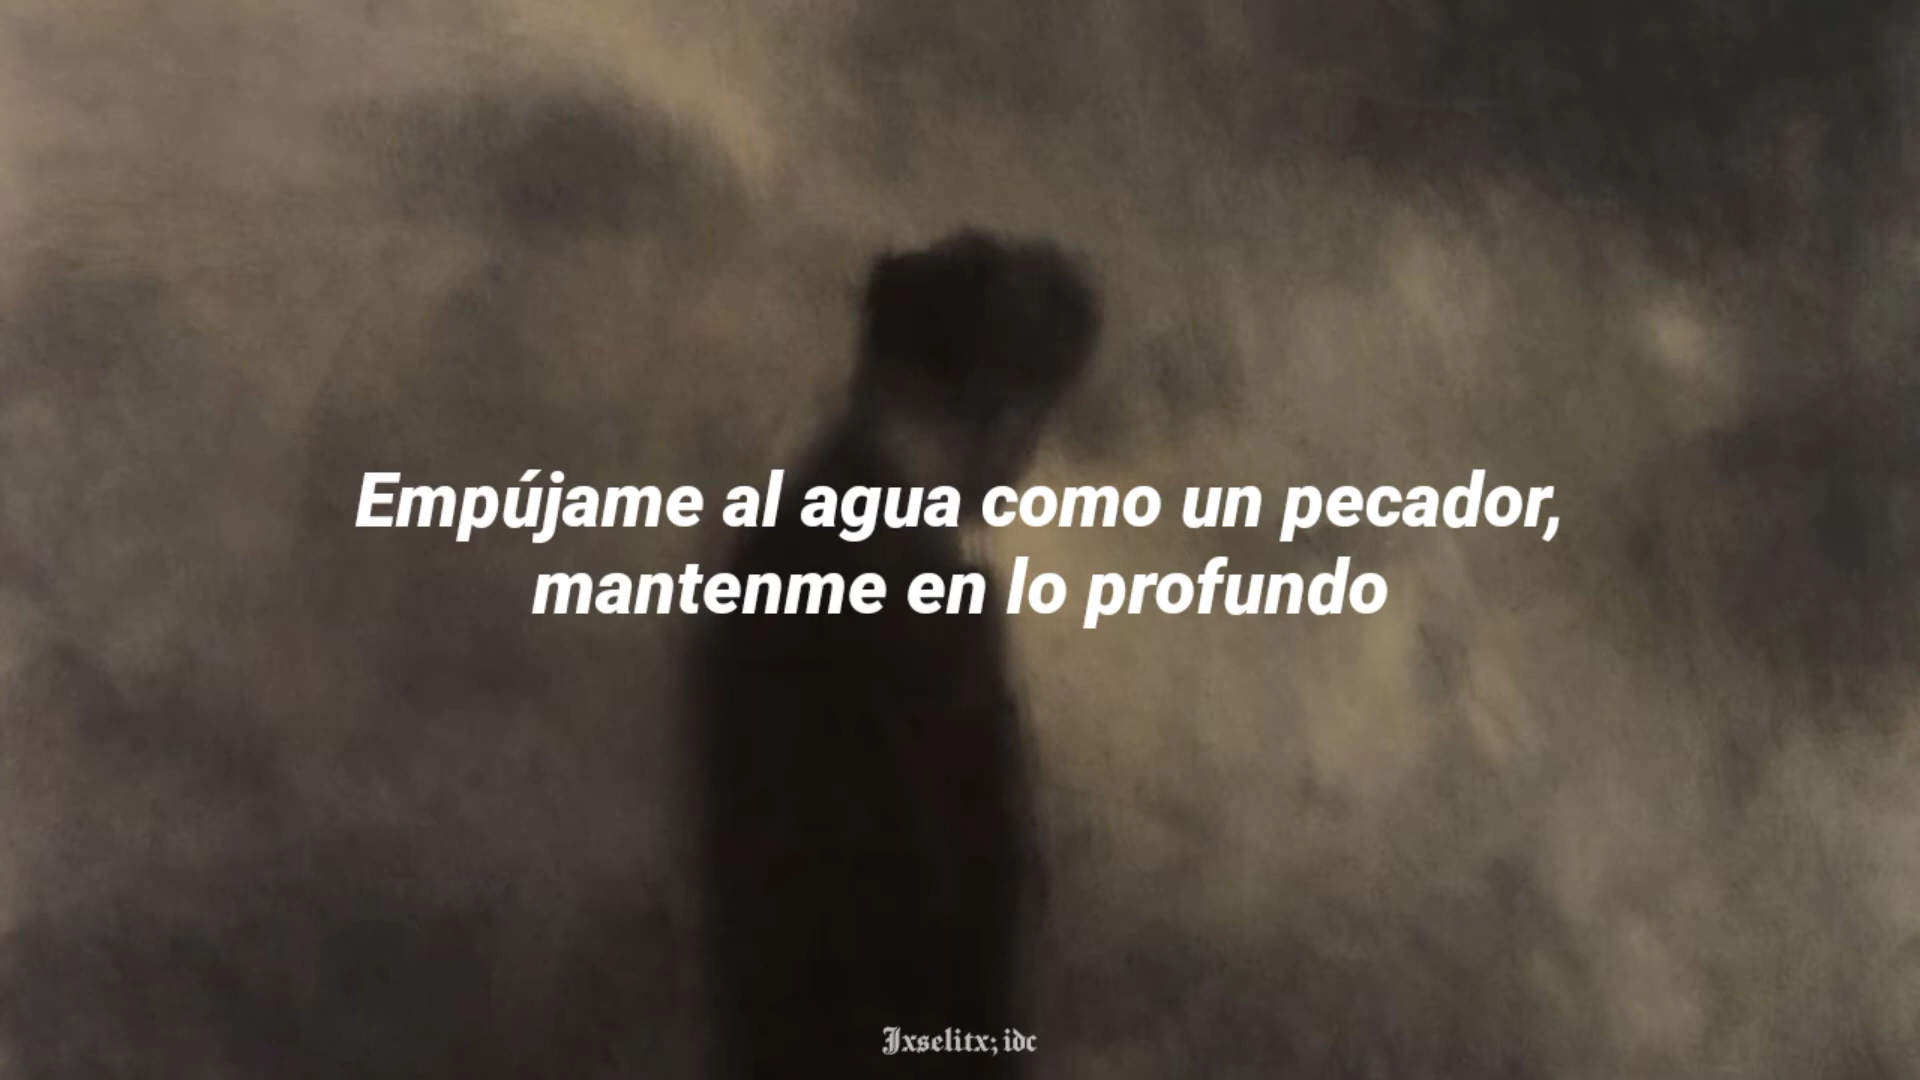 Empújame al agua como un pecador,
mantenme en lo profundo
Jxselitx; idc